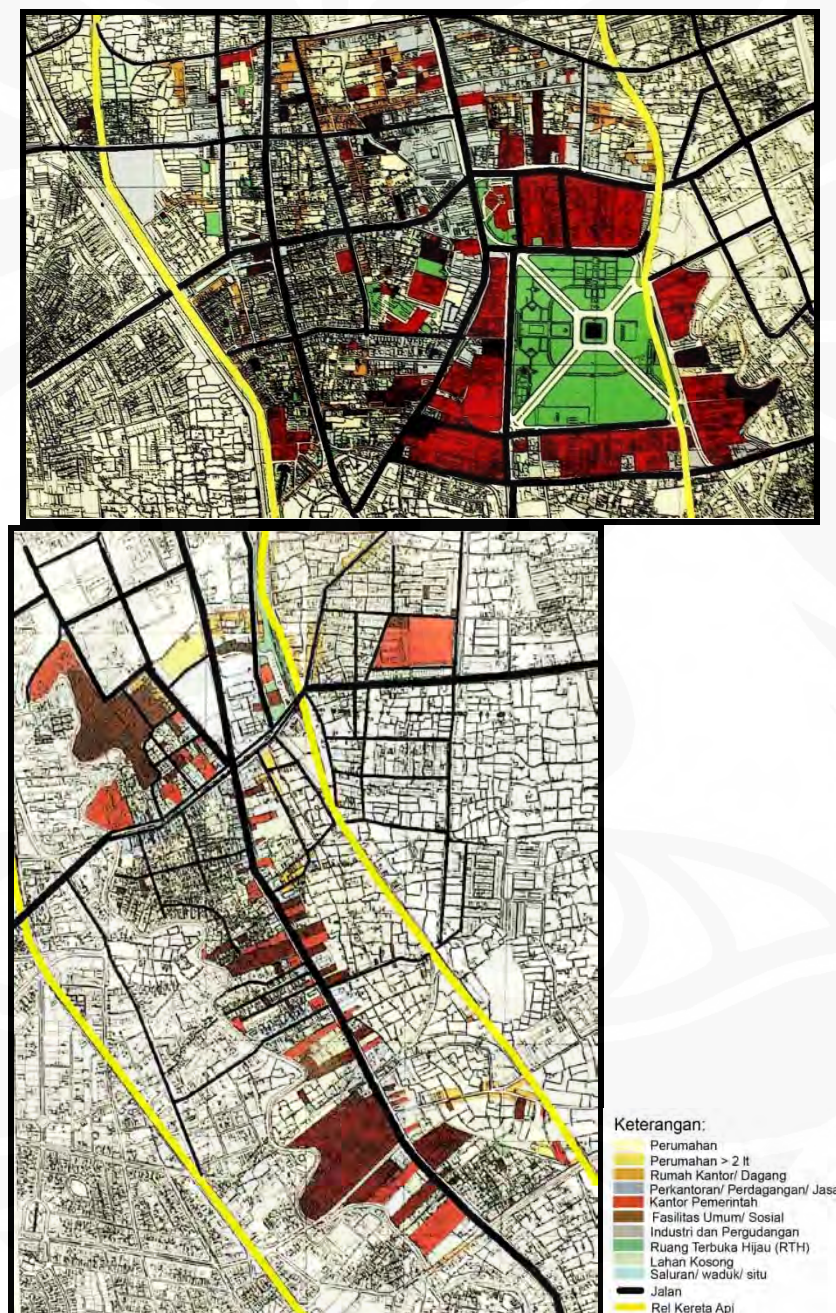 Keterangan:
Perumahan
Perumahan > 2 lt
Rumah Kantor/ Dagang
Perkantoran/ Perdagangan/ Jasa
Kantor Pemerintah
Fasilitas Umum/ Sosial
Industri dan Pergudangan
Ruang Terbuka Hijau (RTH)
Lahan Kosong
Saluran/ waduk/ situ
Jalan
Rel Kereta Api